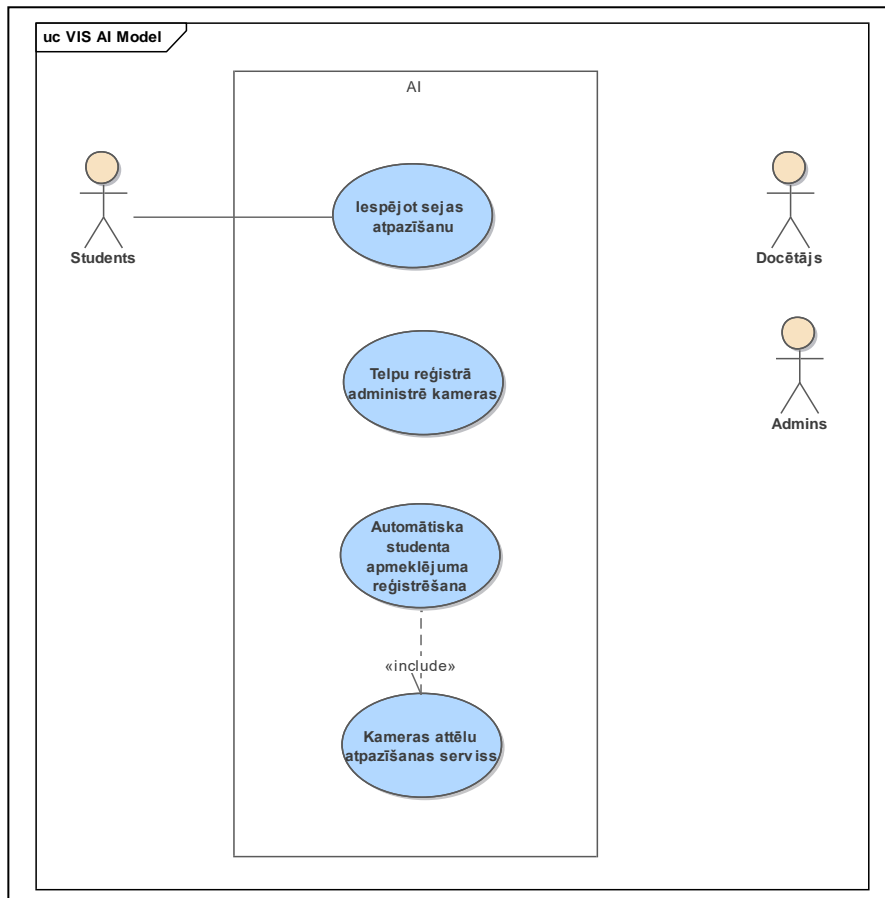 uc VIS AI Model
AI
Students
Iespējot sejas
atpazīšanu
Docētājs
Telpu reģistrā
administrē kameras
Admins
Automātiska
studenta
apmeklējuma
reģistrēšana
«include»
Kameras attēlu
atpazīšanas serviss